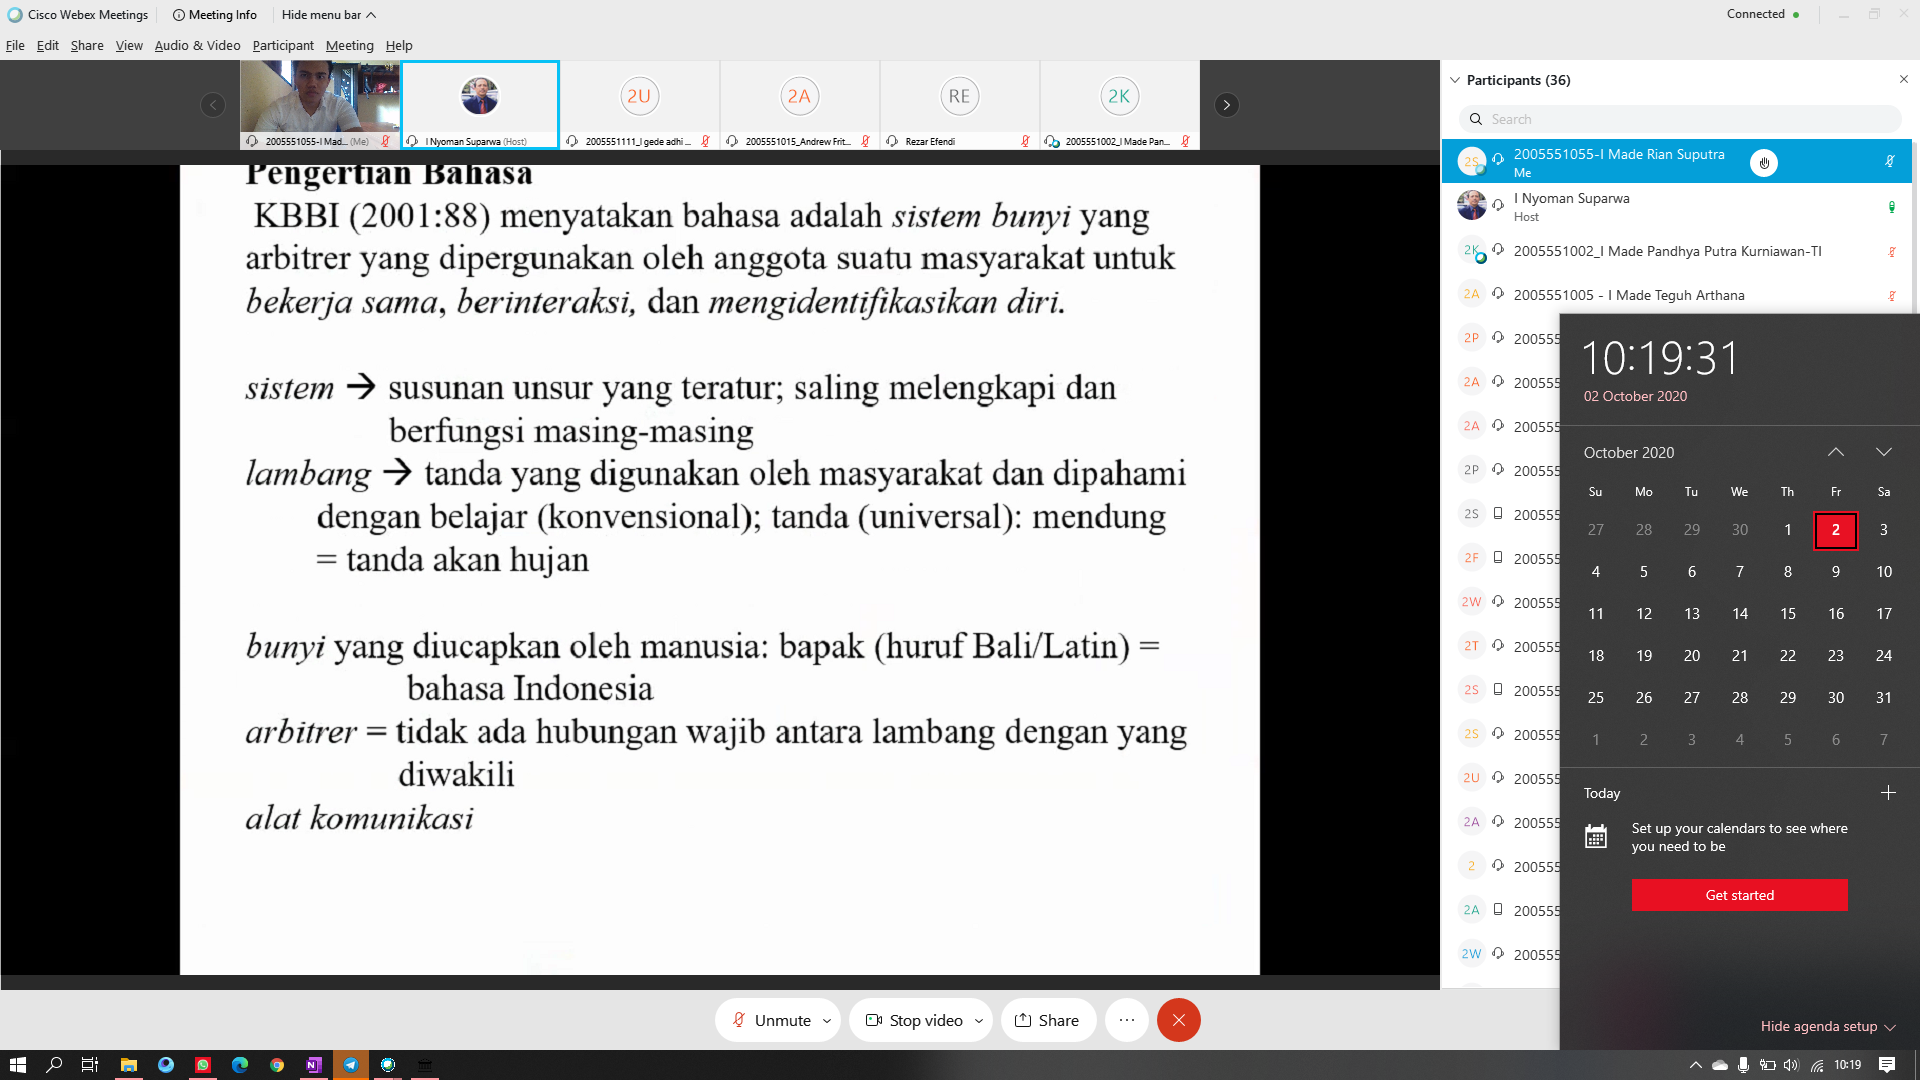 Cisco Webex Meetings
Meeting Info
Hide menu bar
Connected
File Edit Share View Audio & Video Participant Meeting Help
2005551055-I Mad... (Me)
I Nyoman Suparwa (Host)
2005551111_I gede adhi ...
2005551015_Andrew Frit...
Rezar Efendi
2005551002_I Made Pan...
2U
2A
RE
2K
Pengertian Bahasa
KBBI (2001:88) menyatakan bahasa adalah sistem bunyi yang
arbitrer yang dipergunakan oleh anggota suatu masyarakat untuk
bekerja sama, berinteraksi, dan mengidentifikasikan diri.
sistem → susunan unsur yang teratur; saling melengkapi dan
berfungsi masing-masing
lambang → tanda yang digunakan oleh masyarakat dan dipahami
dengan belajar (konvensional); tanda (universal): mendung
= tanda akan hujan
bunyi yang diucapkan oleh manusia: bapak (huruf Bali/Latin) =
bahasa Indonesia
arbitrer = tidak ada hubungan wajib antara lambang dengan yang
diwakili
alat komunikasi
Participants (36)
Search
2S 2005551055-I Made Rian Suputra
Me
I Nyoman Suparwa
Host
2K 2005551002_I Made Pandhya Putra Kurniawan-TI
2A 2005551005 - I Made Teguh Arthana
2P 200555
2A 200555
2A 200555
2P 200555
2S 200555
2F 200555
2W 200555
2T 200555
2S 200555
2S 200555
2U 200555
2A 200555
2 200555
2A 200555
2W 200555
10:19:31
02 October 2020
October 2020
Su Mo Tu We Th Fr Sa
27 28 29 30 1 2 3
4 5 6 7 8 9 10
11 12 13 14 15 16 17
18 19 20 21 22 23 24
25 26 27 28 29 30 31
1 2 3 4 5 6 7
Today
Set up your calendars to see where
you need to be
Get started
Hide agenda setup
Unmute
Stop video
Share
10:19